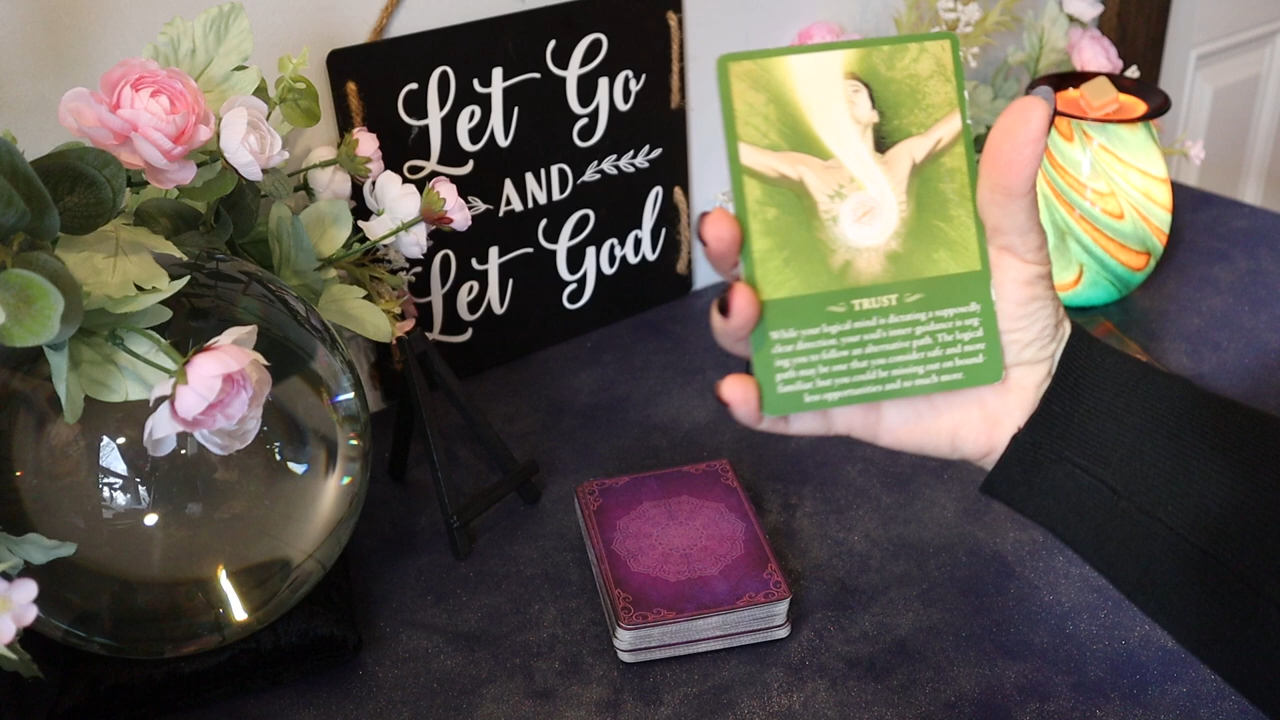 Let Go
AND
Let God
TRUST
While your logical mind is dictating a supposedly
clear direction, your soul's inner guidance is urg-
ing you to follow an alternative path. The logical
path may be one that you consider safe and more
familiar, but you could be missing out on bound-
less opportunities and so much more.